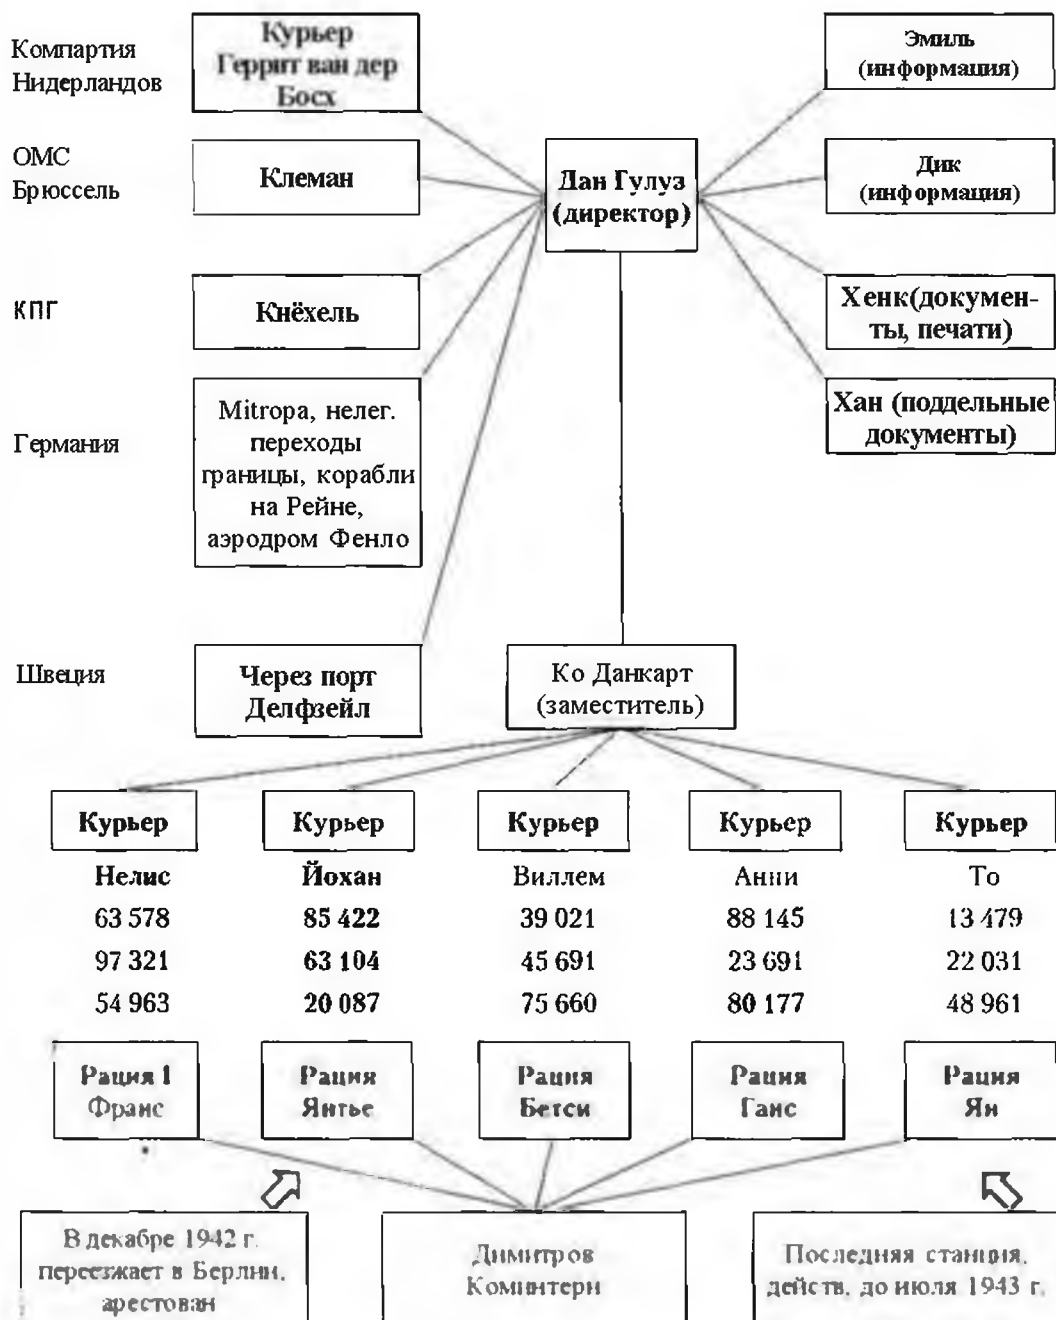 Компартия
Нидерландов
Курьер
Геррит ван дер
Босх
Эмиль
(информация)
ОМС
Брюссель
Клеман
Дан Гулуз
(директор)
Дик
(информация)
КПГ
Кнёхель
Хенк(докумен-
ты, печати)
Германия
Mitropa, нелег.
переходы
границы, корабли
на Рейне,
аэродром Фенло
Хан (поддельные
документы)
Швеция
Через порт
Делфзейл
Ко Данкарт
(заместитель)
Курьер Курьер Курьер Курьер Курьер
Нелис Йохан Виллем Анни То
63 578 85 422 39 021 88 145 13 479
97 321 63 104 45 691 23 691 22 031
54 963 20 087 75 660 80 177 48 961
Рация 1 Рация Рация Рация Рация
Франс Янтье Бетси Ганс Ян
В декабре 1942 г.
переезжает в Берлин,
арестован
Димитров
Коминтерн
Последняя станция,
действ. до июля 1943 г.